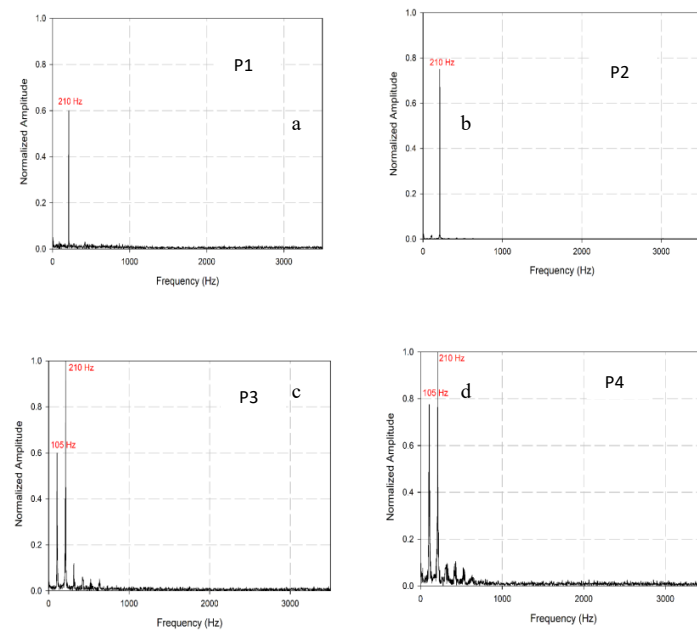 1.0
0.8
0.6
0.4
0.2
0.0
Normalized Amplitude
210 Hz
P1
a
0
1000
2000
3000
Frequency (Hz)
1.0
0.8
0.6
0.4
0.2
0.0
Normalized Amplitude
210 Hz
P2
b
0
1000
2000
3000
Frequency (Hz)
1.0
0.8
0.6
0.4
0.2
0.0
Normalized Amplitude
210 Hz
105 Hz
P3
c
0
1000
2000
3000
Frequency (Hz)
1.0
0.8
0.6
0.4
0.2
0.0
Normalized Amplitude
210 Hz
105 Hz
d
P4
0
1000
2000
3000
Frequency (Hz)